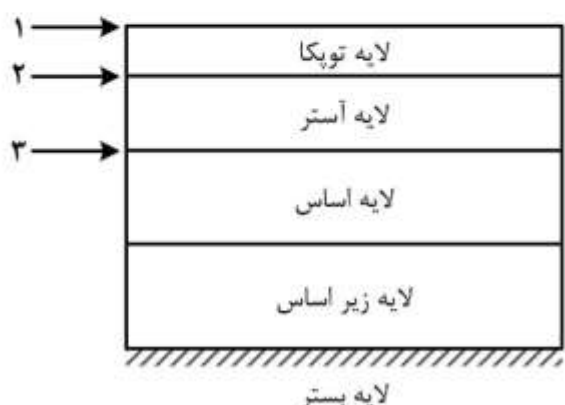 ۱
لایه توپکا
۲
لایه آستر
۳
لایه اساس
لایه زیر اساس
لایه بستر